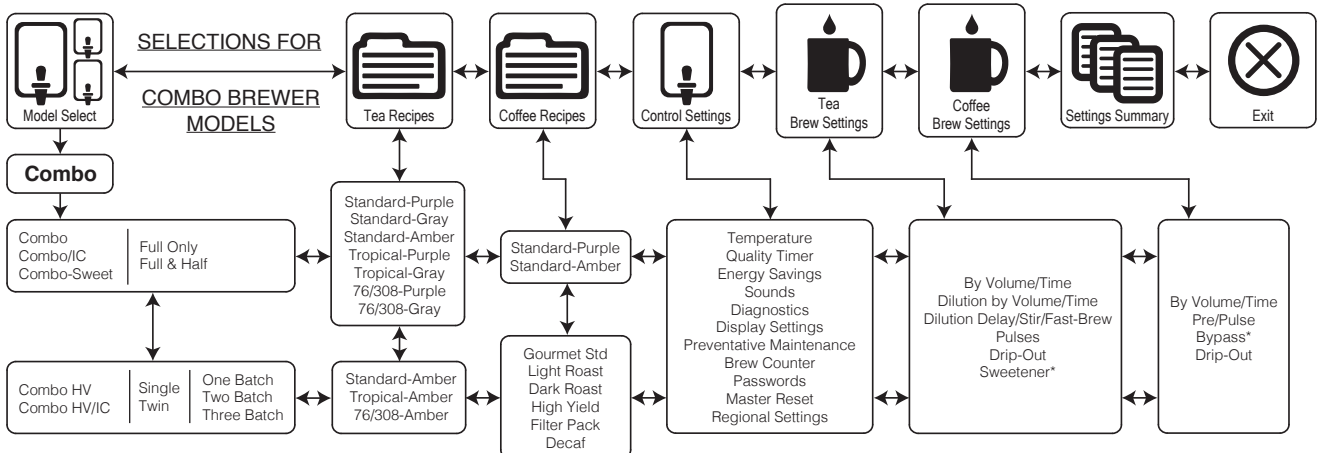 SELECTIONS FOR
COMBO BREWER
MODELS
Model Select
Tea Recipes
Coffee Recipes
Control Settings
Tea
Brew Settings
Coffee
Brew Settings
Settings Summary
Exit
Combo
Combo
Combo/IC
Combo-Sweet
Full Only
Full & Half
Standard-Purple
Standard-Gray
Standard-Amber
Tropical-Purple
Tropical-Gray
76/308-Purple
76/308-Gray
Standard-Purple
Standard-Amber
Temperature
Quality Timer
Energy Savings
Sounds
Diagnostics
Display Settings
Preventative Maintenance
Brew Counter
Passwords
Master Reset
Regional Settings
By Volume/Time
Dilution by Volume/Time
Dilution Delay/Stir/Fast-Brew
Pulses
Drip-Out
Sweetener*
By Volume/Time
Pre/Pulse
Bypass*
Drip-Out
Combo HV
Combo HV/IC
Single
Twin
One Batch
Two Batch
Three Batch
Standard-Amber
Tropical-Amber
76/308-Amber
Gourmet Std
Light Roast
Dark Roast
High Yield
Filter Pack
Decaf